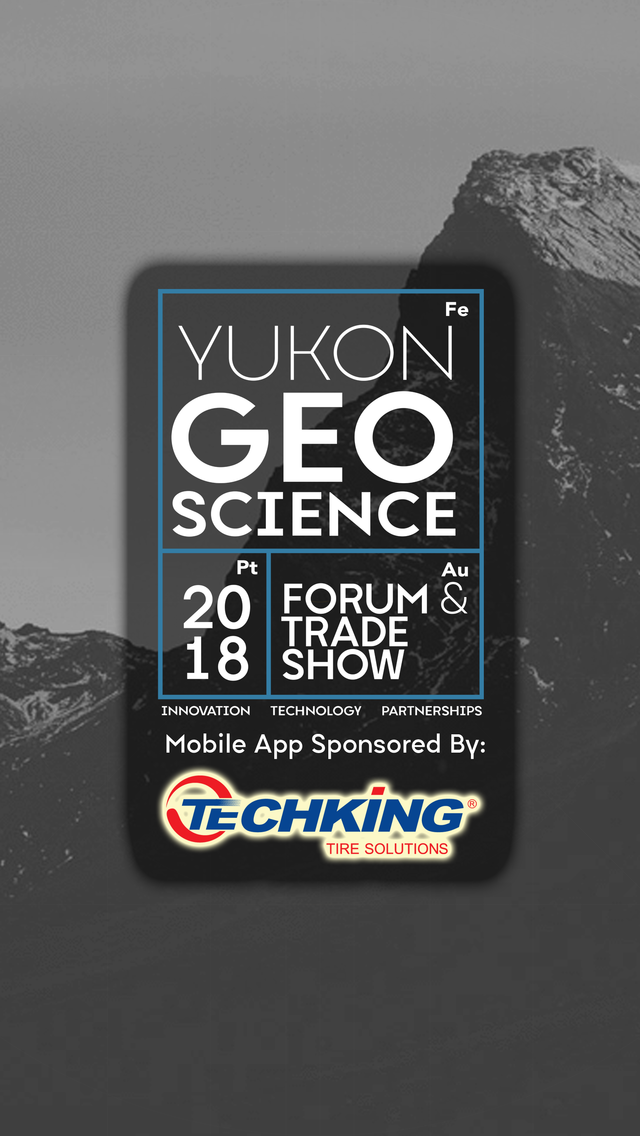 Fe
YUKON
GEO
SCIENCE
Pt
20
18
Au
FORUM &
TRADE
SHOW
INNOVATION TECHNOLOGY PARTNERSHIPS
Mobile App Sponsored By:
TECHKING®
TIRE SOLUTIONS